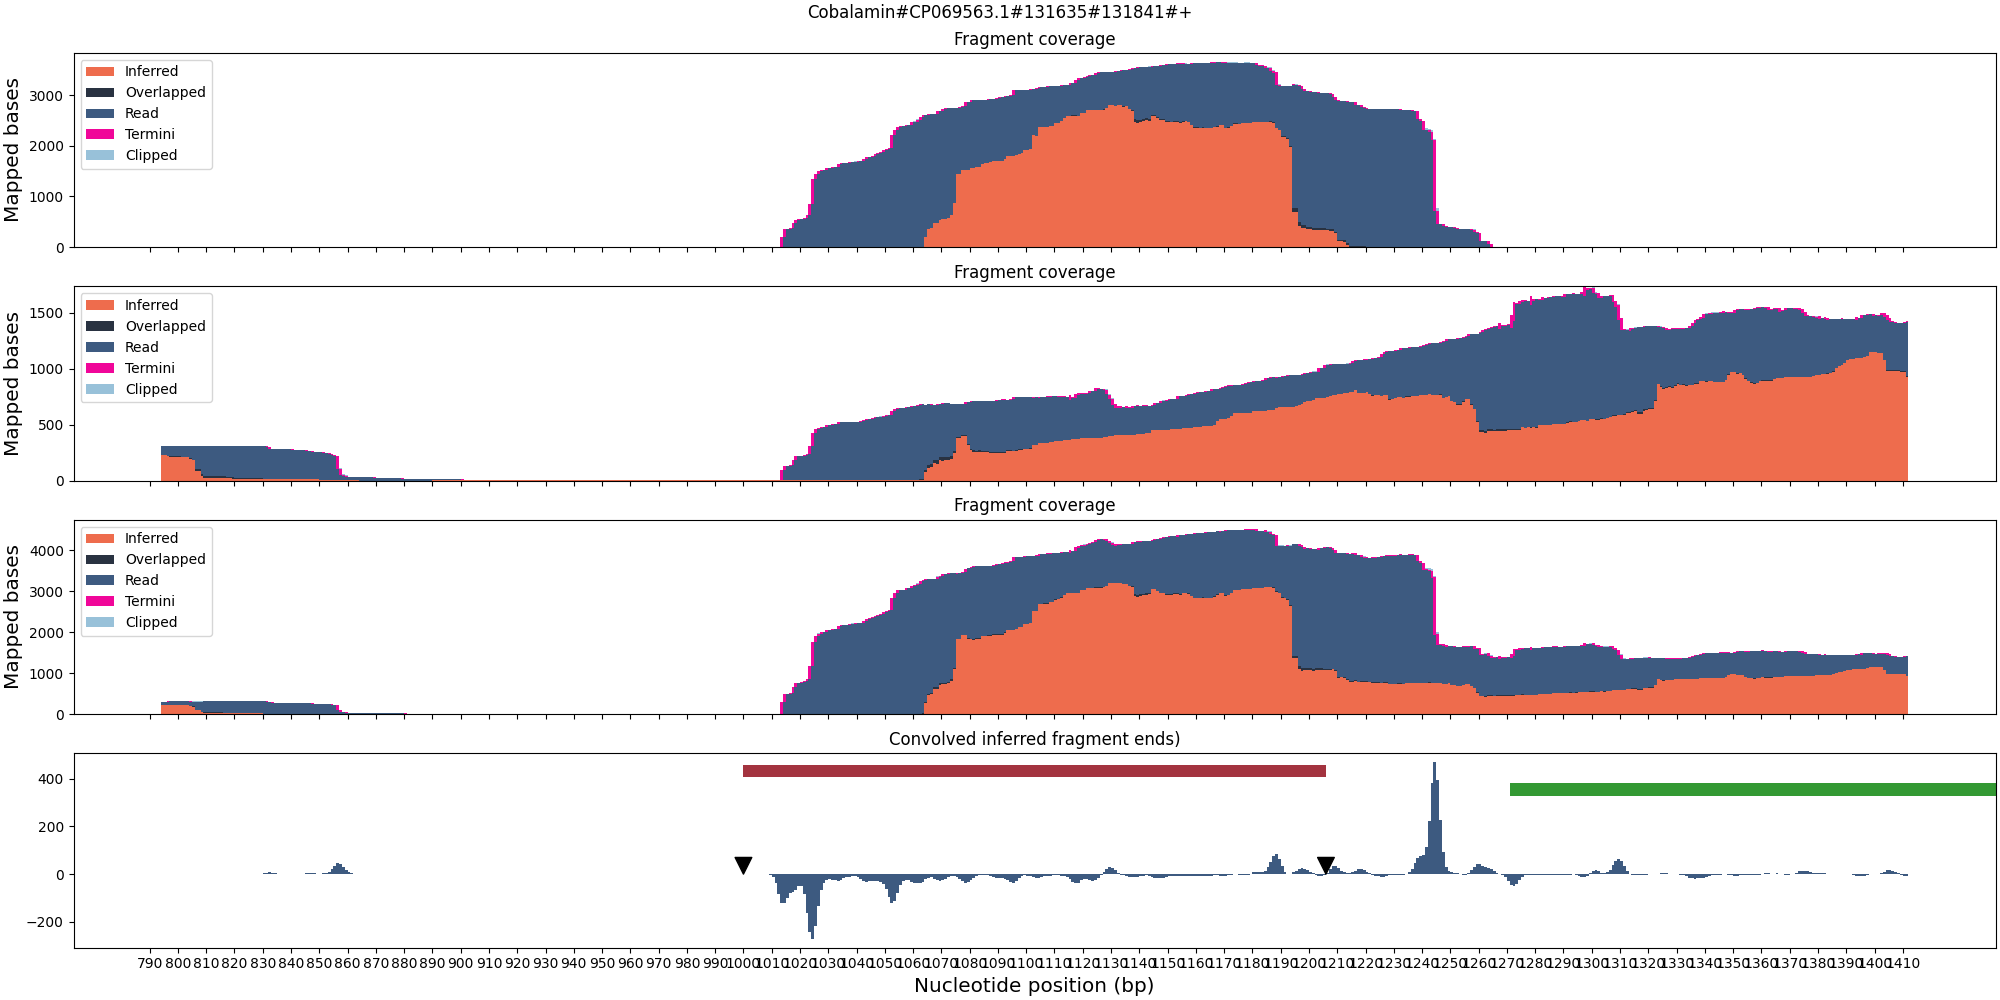 Cobalamin#CP069563.1#131635#131841#+
Fragment coverage
Mapped bases
3000
2000
1000
0
Inferred
Overlapped
Read
Termini
Clipped
Fragment coverage
Mapped bases
1500
1000
500
0
Inferred
Overlapped
Read
Termini
Clipped
Fragment coverage
Mapped bases
4000
3000
2000
1000
0
Inferred
Overlapped
Read
Termini
Clipped
Convolved inferred fragment ends)
400
200
0
−200
790 800 810 820 830 840 850 860 870 880 890 900 910 920 930 940 950 960 970 980 990 1000 1010 1020 1030 1040 1050 1060 1070 1080 1090 1100 1110 1120 1130 1140 1150 1160 1170 1180 1190 1200 1210 1220 1230 1240 1250 1260 1270 1280 1290 1300 1310 1320 1330 1340 1350 1360 1370 1380 1390 1400 1410
Nucleotide position (bp)